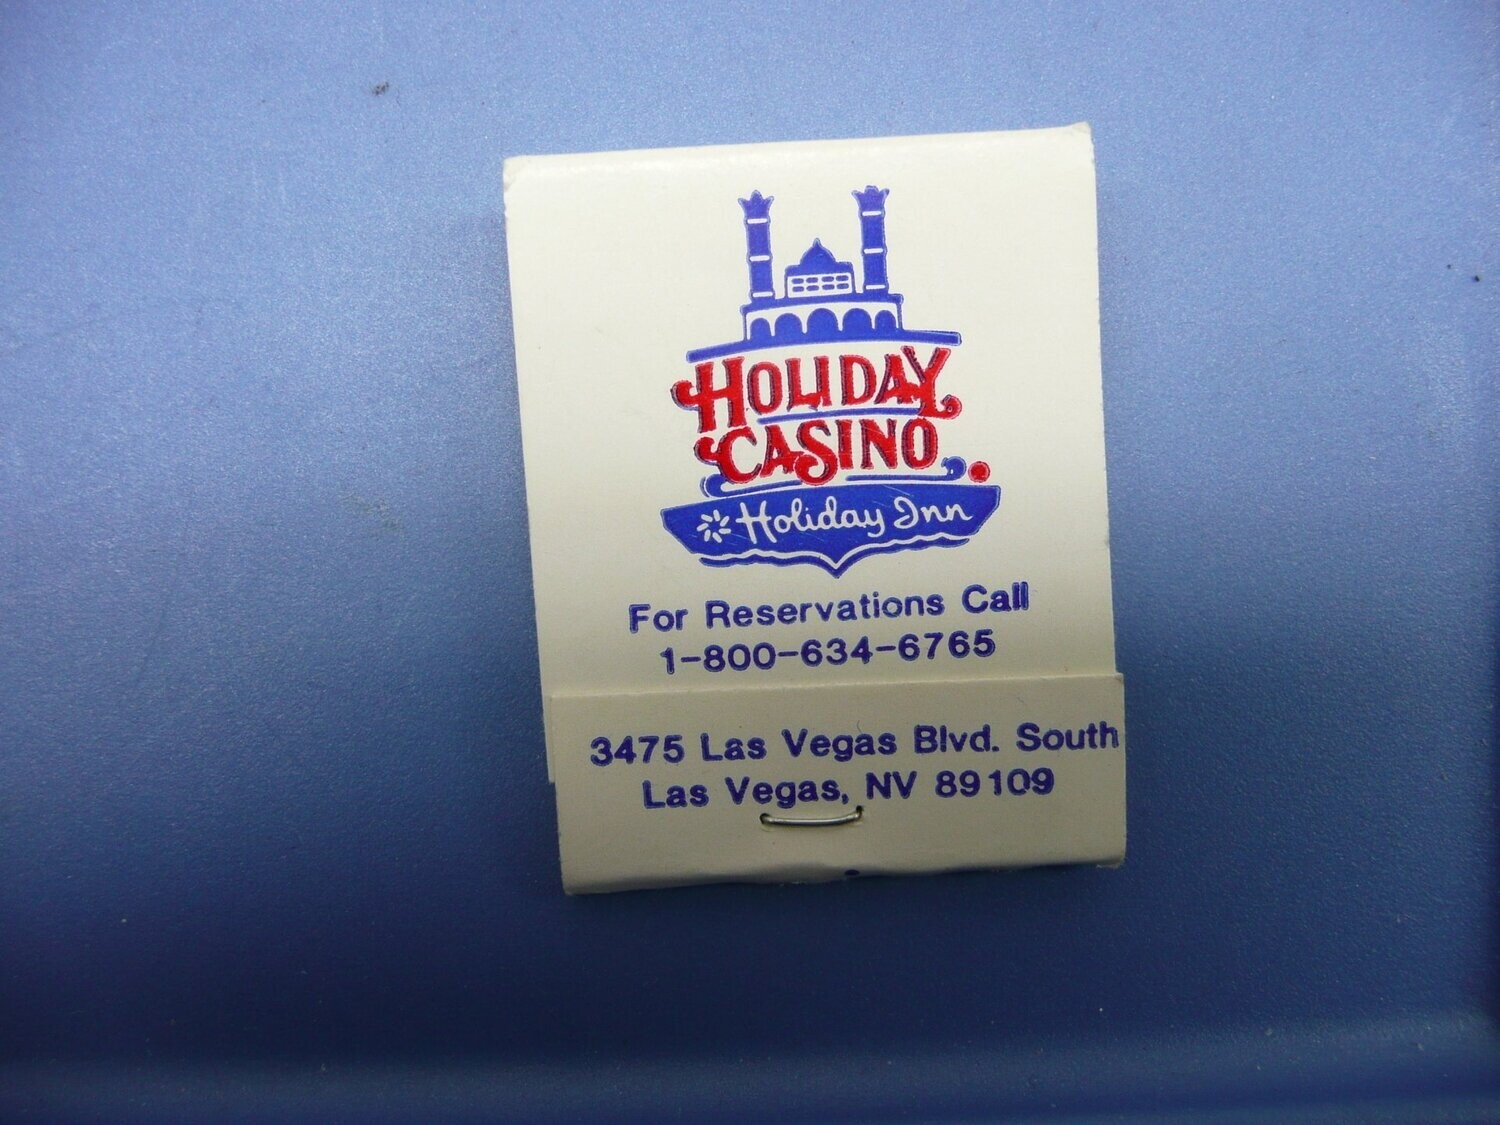 HOLIDAY
CASINO
Holiday Inn
For Reservations Call
1-800-634-6765
3475 Las Vegas Blvd. South
Las Vegas, NV 89109